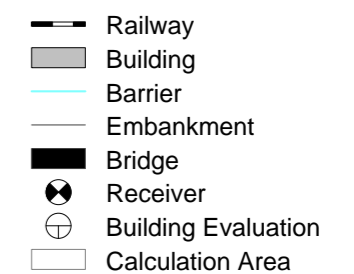 Railway
Building
Barrier
Embankment
Bridge
Receiver
Building Evaluation
Calculation Area